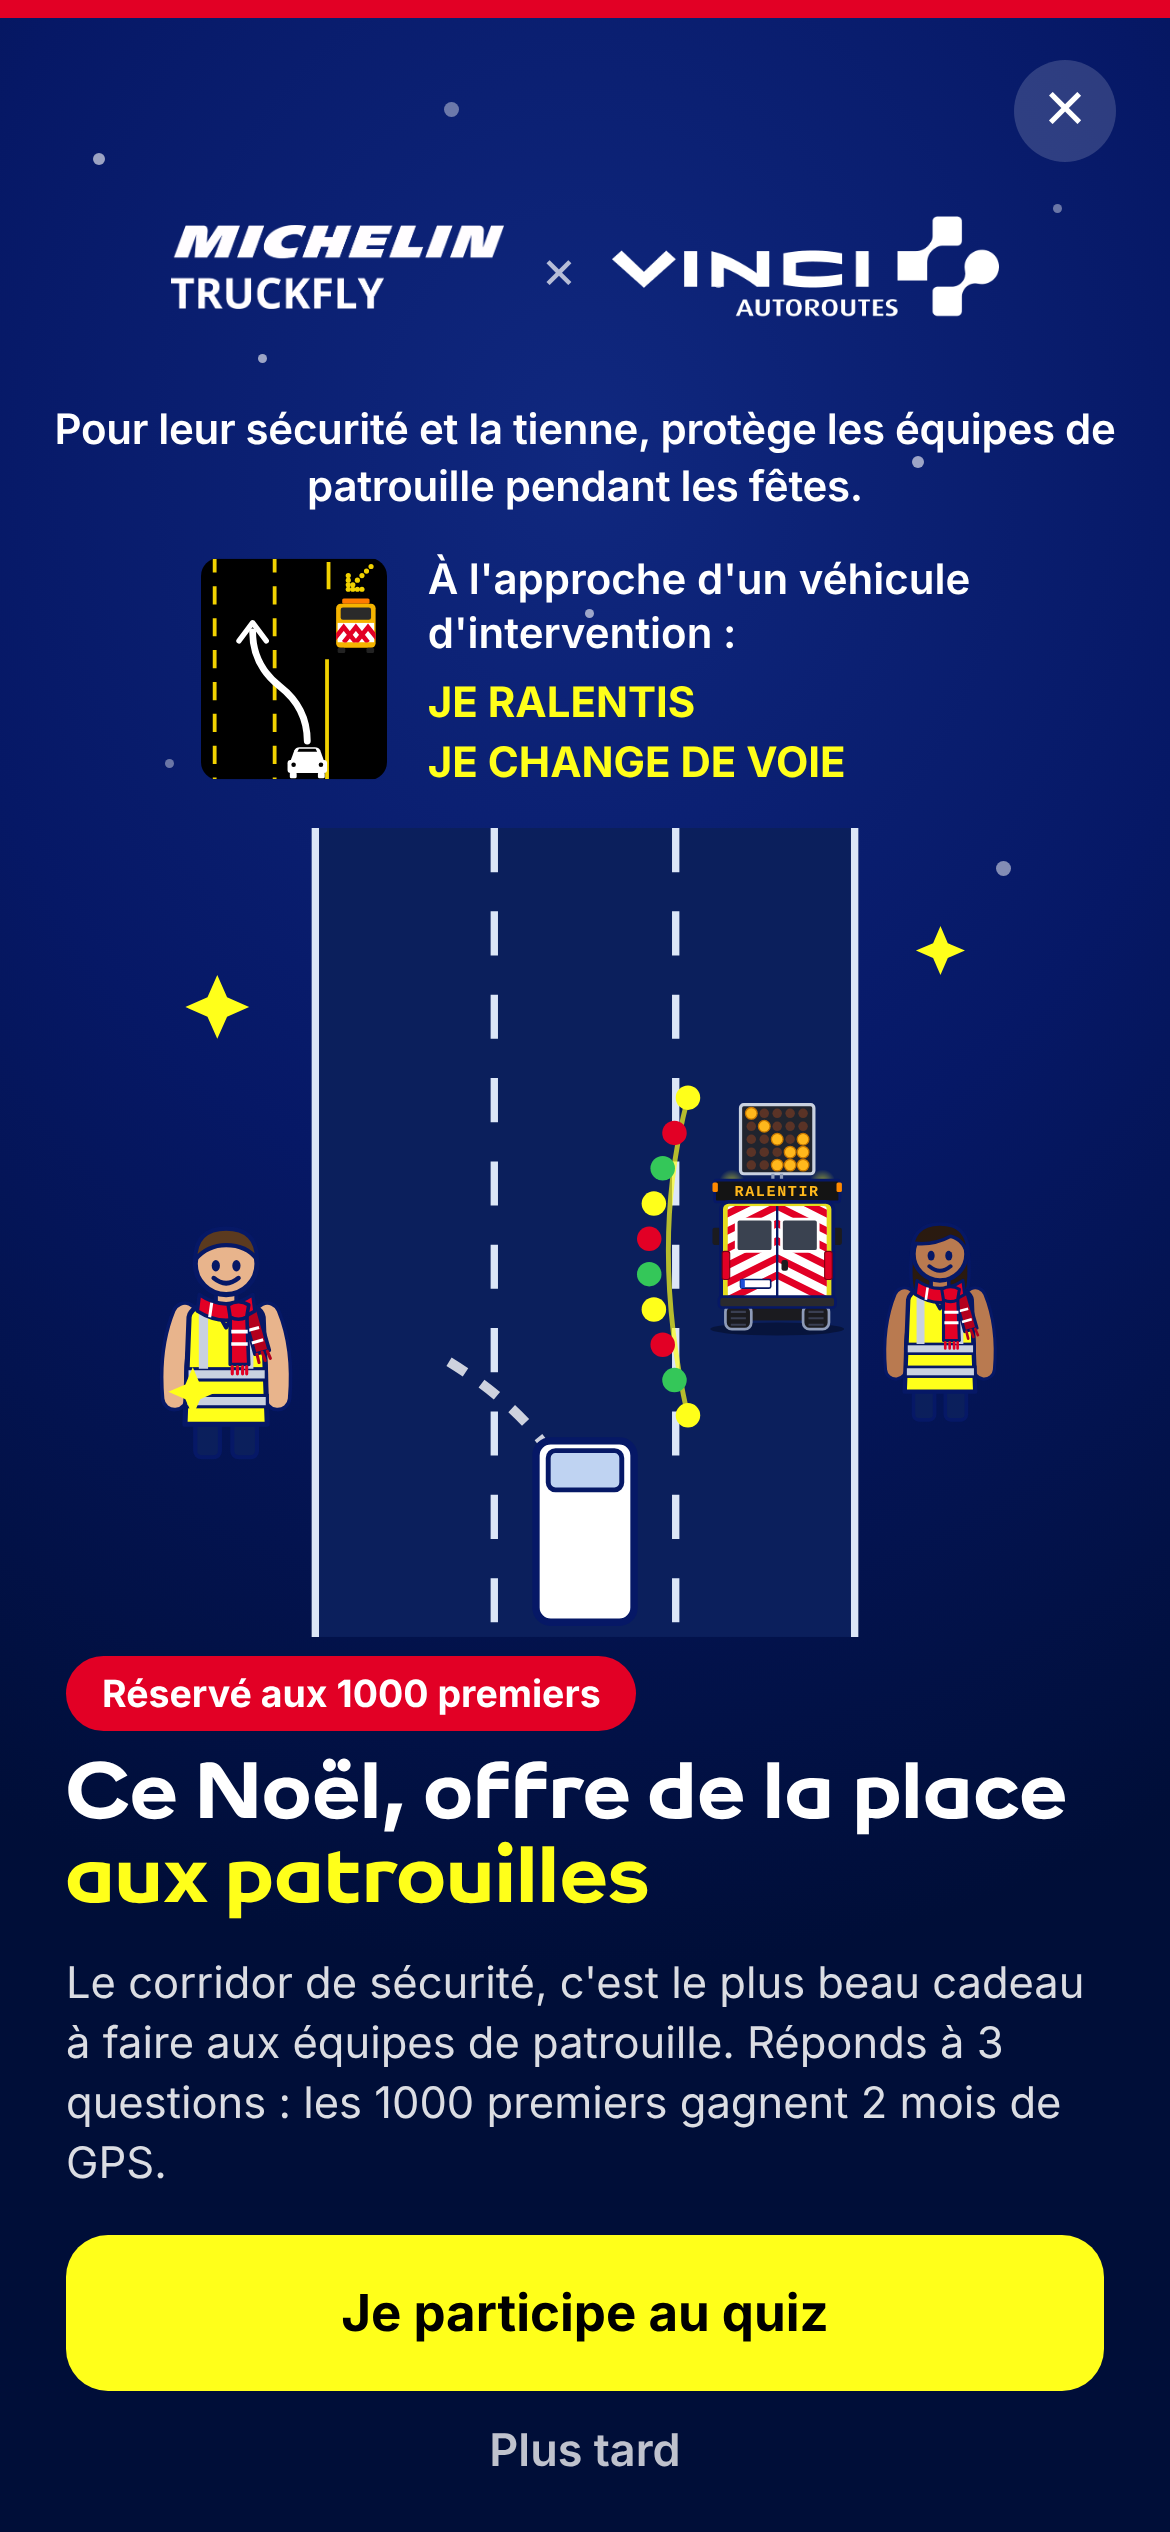 MICHELIN
TRUCKFLY
×
VINCI
AUTOROUTES
Pour leur sécurité et la tienne, protège les équipes de
patrouille pendant les fêtes.
À l'approche d'un véhicule
d'intervention :
JE RALENTIS
JE CHANGE DE VOIE
RALENTIR
Réservé aux 1000 premiers
Ce Noël, offre de la place
aux patrouilles
Le corridor de sécurité, c'est le plus beau cadeau
à faire aux équipes de patrouille. Réponds à 3
questions : les 1000 premiers gagnent 2 mois de
GPS.
Je participe au quiz
Plus tard